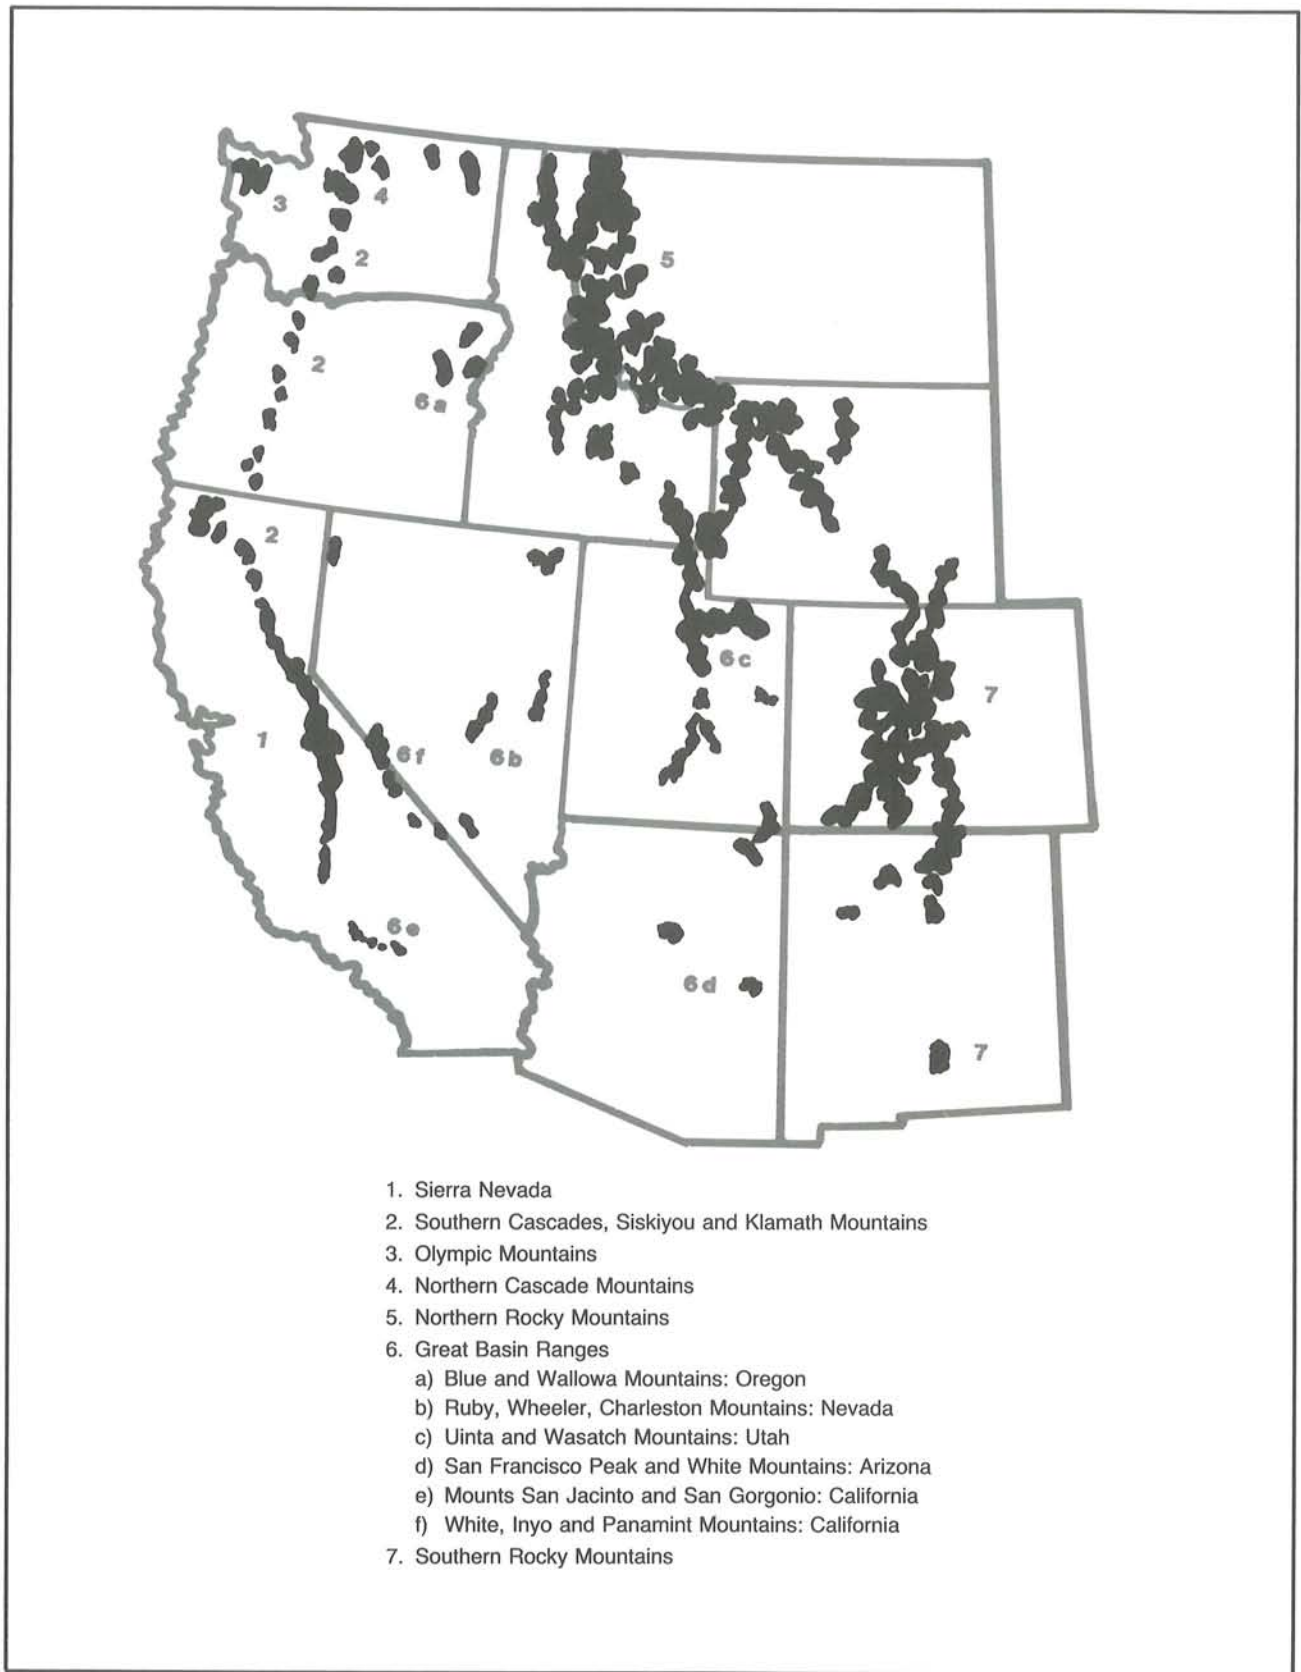 3
4
2
5
2
6a
2
6c
7
1
6f
6b
6e
6d
7
1. Sierra Nevada
2. Southern Cascades, Siskiyou and Klamath Mountains
3. Olympic Mountains
4. Northern Cascade Mountains
5. Northern Rocky Mountains
6. Great Basin Ranges
a) Blue and Wallowa Mountains: Oregon
b) Ruby, Wheeler, Charleston Mountains: Nevada
c) Uinta and Wasatch Mountains: Utah
d) San Francisco Peak and White Mountains: Arizona
e) Mounts San Jacinto and San Gorgonio: California
f) White, Inyo and Panamint Mountains: California
7. Southern Rocky Mountains